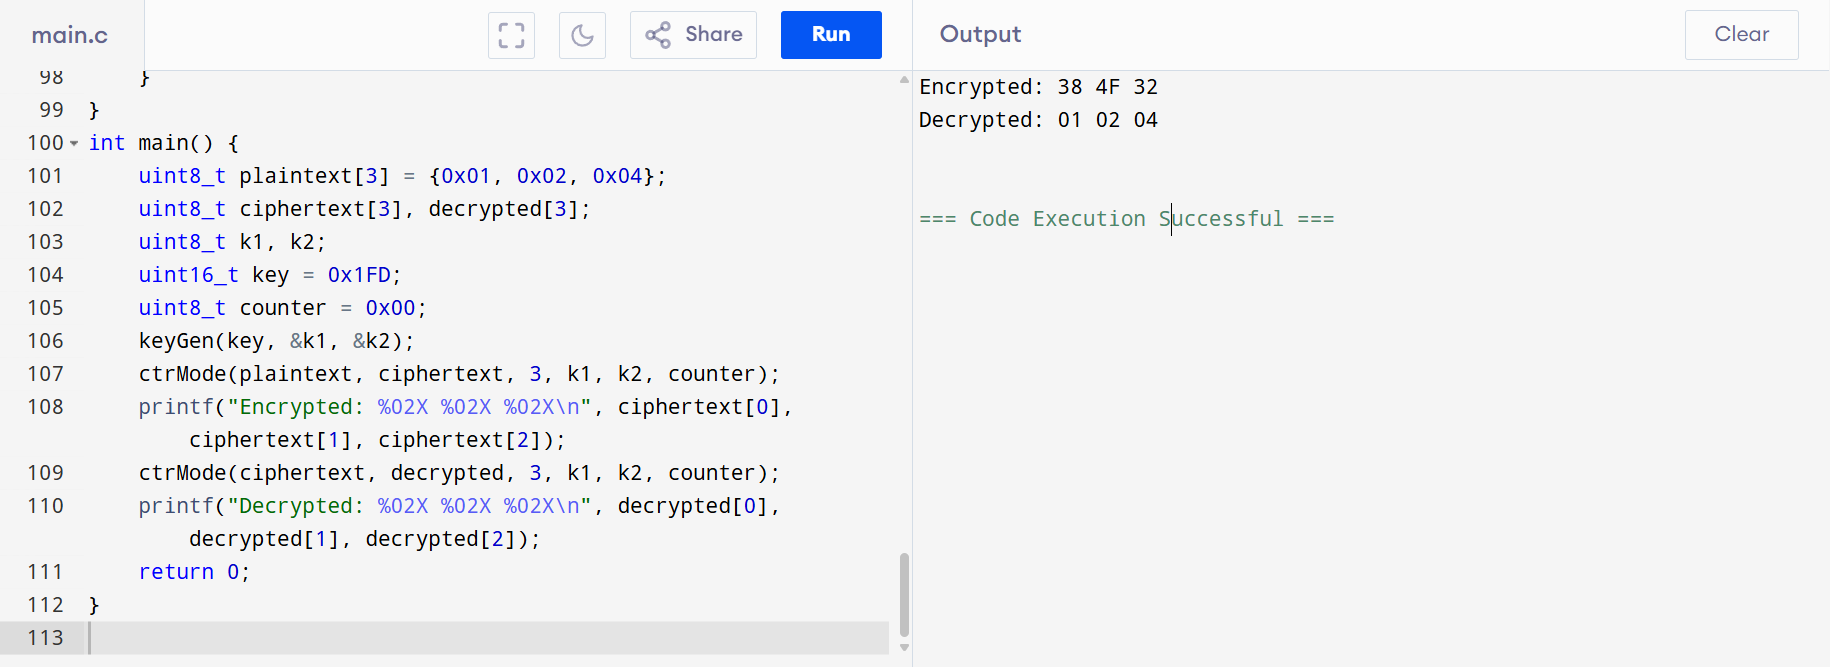 main.c
Share
Run
Output
Clear
98 }
99 }
100 int main() {
101 uint8_t plaintext[3] = {0x01, 0x02, 0x04};
102 uint8_t ciphertext[3], decrypted[3];
103 uint8_t k1, k2;
104 uint16_t key = 0x1FD;
105 uint8_t counter = 0x00;
106 keyGen(key, &k1, &k2);
107 ctrMode(plaintext, ciphertext, 3, k1, k2, counter);
108 printf("Encrypted: %02X %02X %02X\n", ciphertext[0],
ciphertext[1], ciphertext[2]);
109 ctrMode(ciphertext, decrypted, 3, k1, k2, counter);
110 printf("Decrypted: %02X %02X %02X\n", decrypted[0],
decrypted[1], decrypted[2]);
111 return 0;
112 }
113
Encrypted: 38 4F 32
Decrypted: 01 02 04
=== Code Execution Successful ===